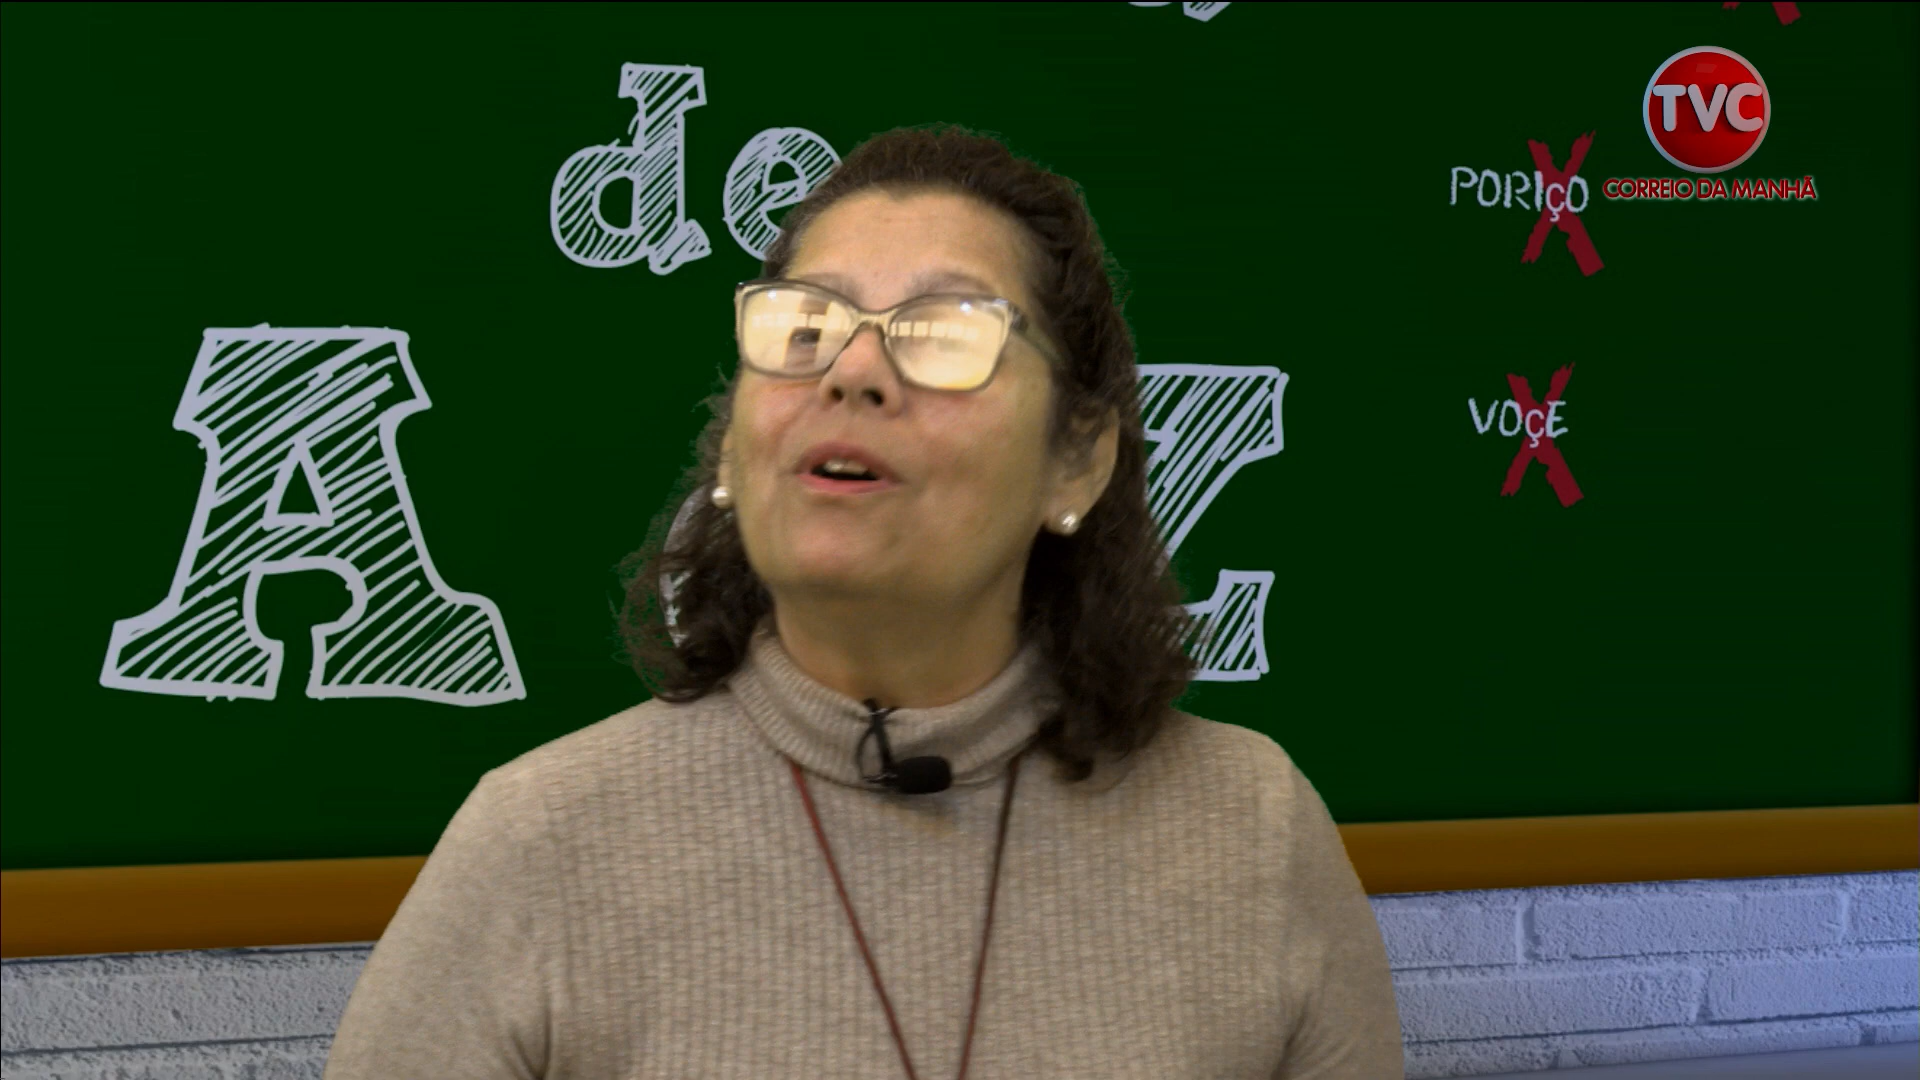 de
A
Z
PORIÇO
VOÇE
TVC
CORREIO DA MANHÃ